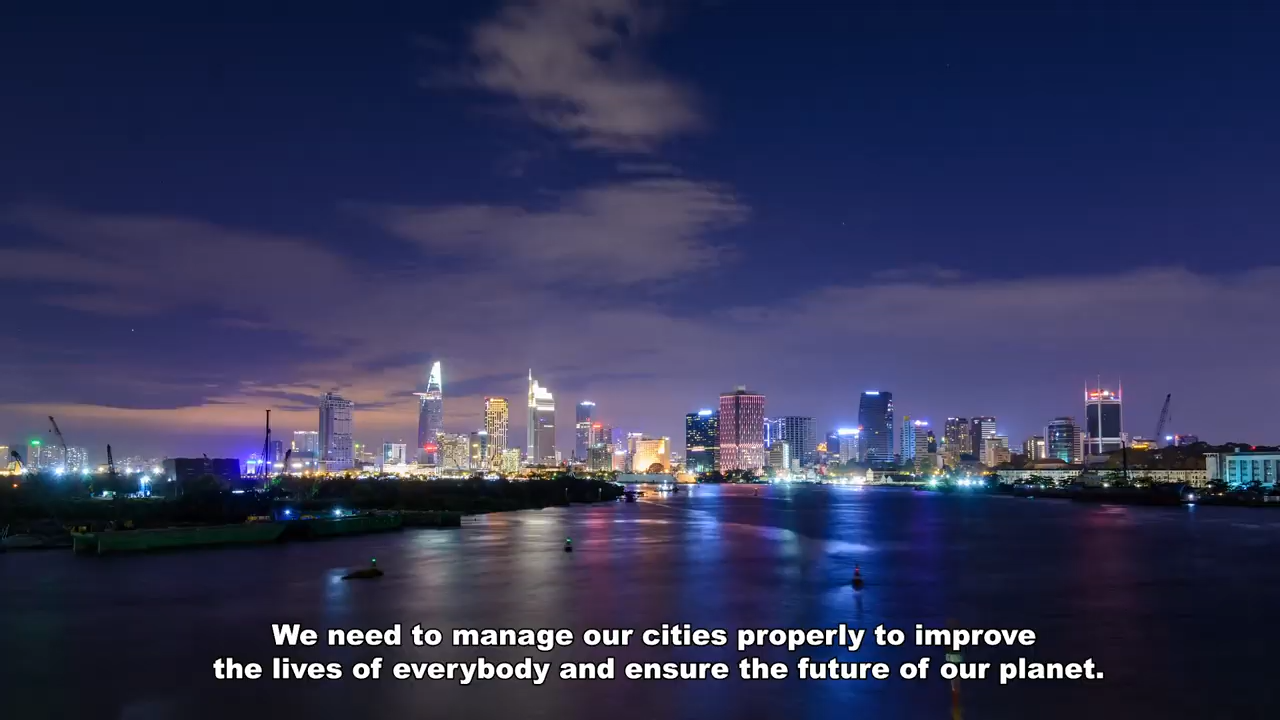 We need to manage our cities properly to improve
the lives of everybody and ensure the future of our planet.